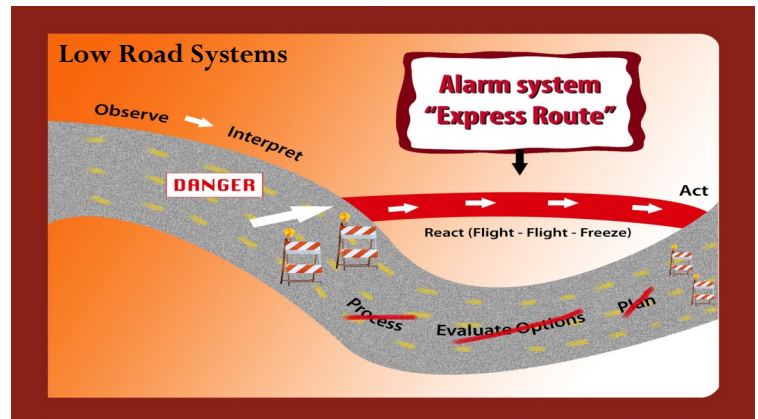 Low Road Systems
Alarm system
“Express Route”
Observe
Interpret
DANGER
Act
React (Flight - Flight - Freeze)
Process
Evaluate Options
Plan